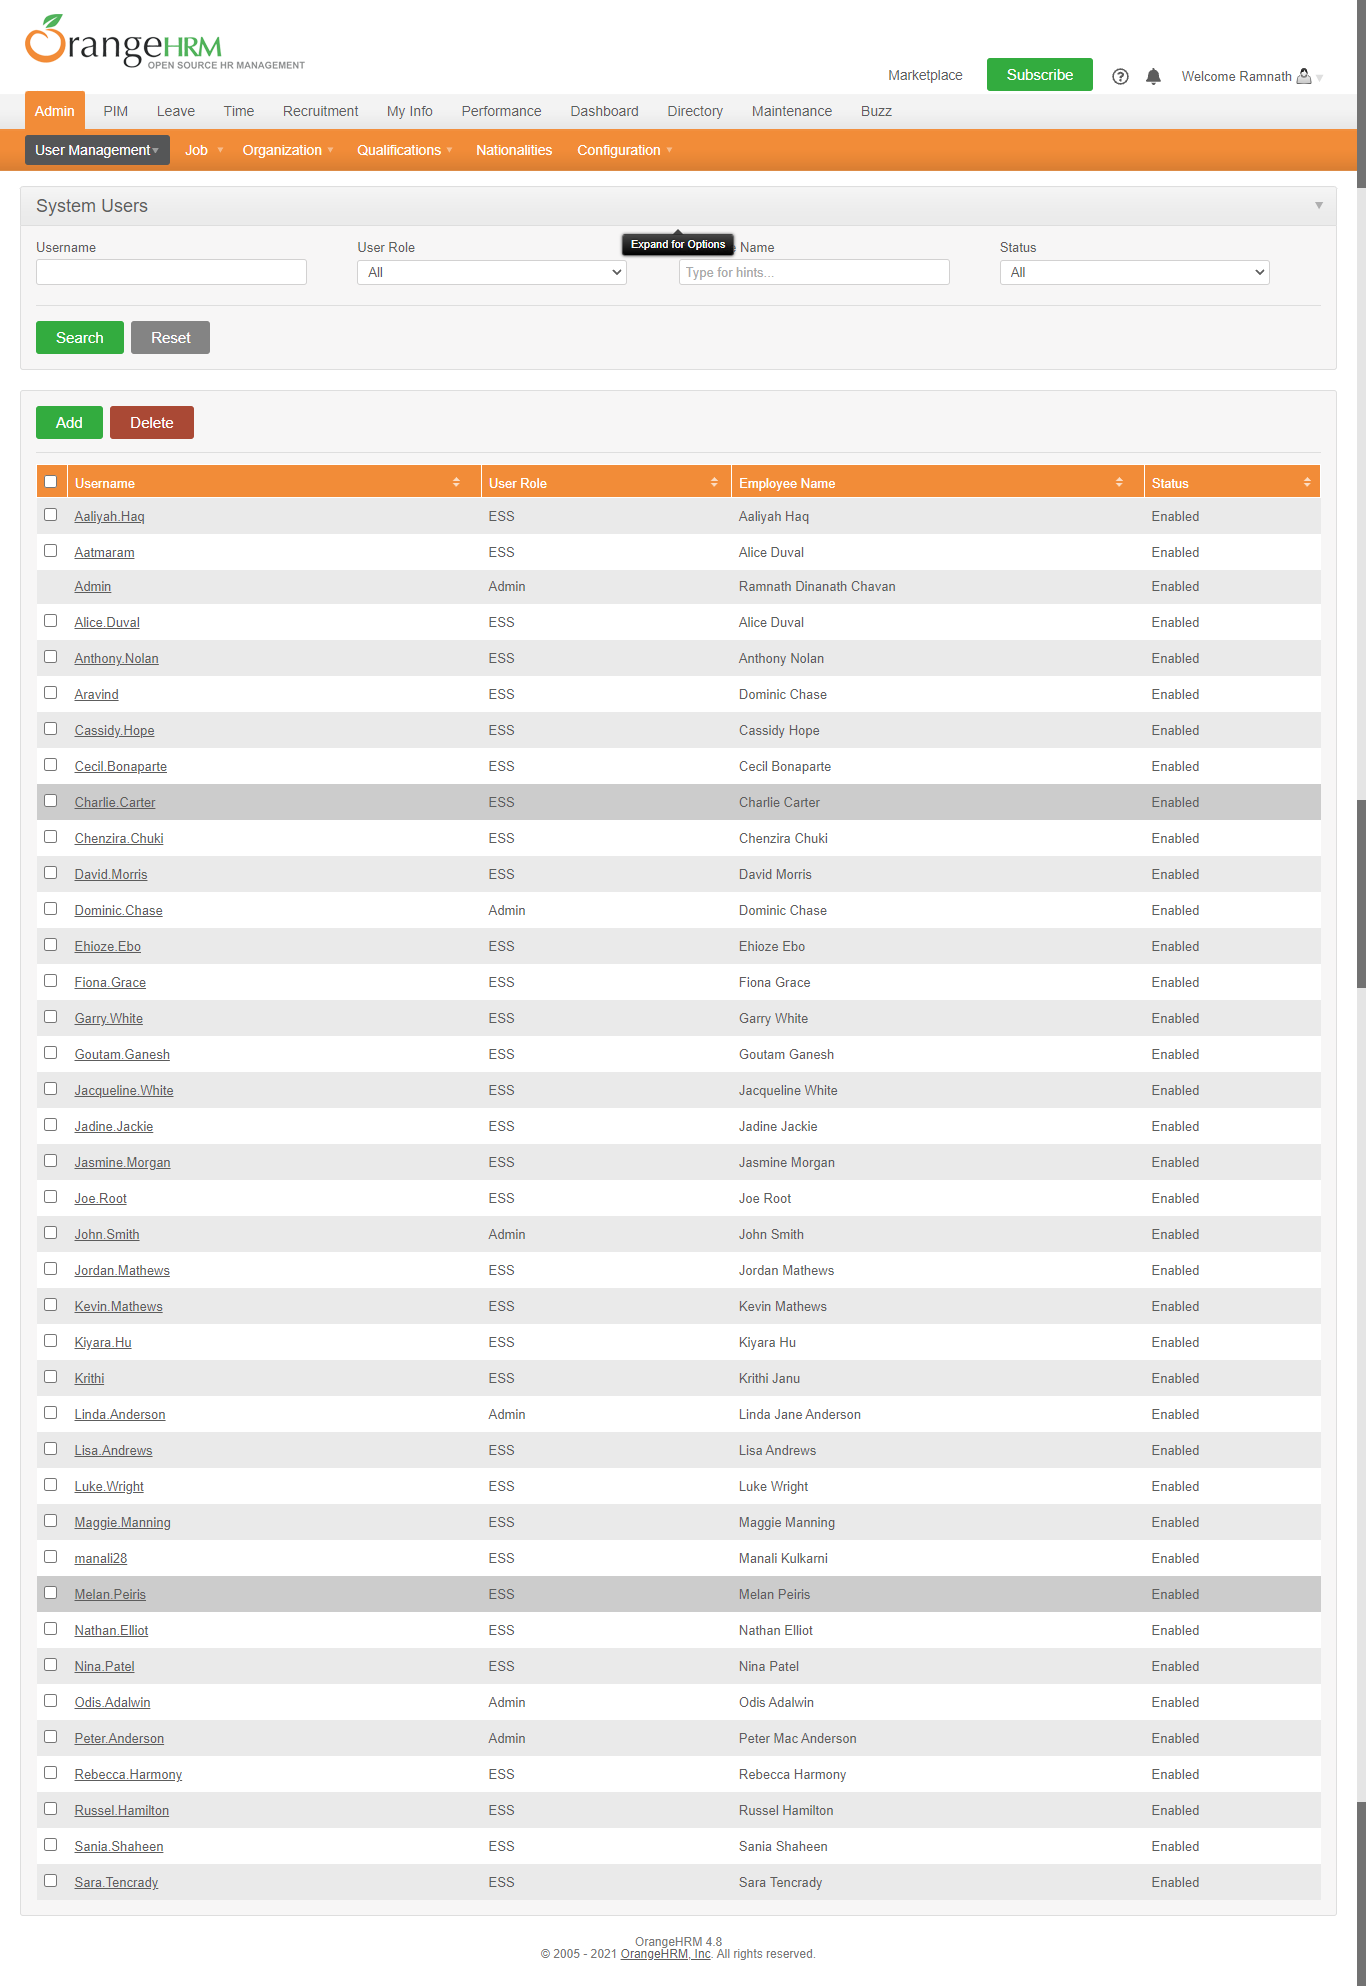 OrangeHRM
OPEN SOURCE HR MANAGEMENT
Marketplace Subscribe Welcome Ramnath
Admin PIM Leave Time Recruitment My Info Performance Dashboard Directory Maintenance Buzz
User Management Job Organization Qualifications Nationalities Configuration
System Users
Expand for Options
Username User Role Name Status
All Type for hints... All
Search Reset
Add Delete
Username User Role Employee Name Status
Aaliyah.Haq ESS Aaliyah Haq Enabled
Aatmaram ESS Alice Duval Enabled
Admin Admin Ramnath Dinanath Chavan Enabled
Alice.Duval ESS Alice Duval Enabled
Anthony.Nolan ESS Anthony Nolan Enabled
Aravind ESS Dominic Chase Enabled
Cassidy.Hope ESS Cassidy Hope Enabled
Cecil.Bonaparte ESS Cecil Bonaparte Enabled
Charlie.Carter ESS Charlie Carter Enabled
Chenzira.Chuki ESS Chenzira Chuki Enabled
David.Morris ESS David Morris Enabled
Dominic.Chase Admin Dominic Chase Enabled
Ehioze.Ebo ESS Ehioze Ebo Enabled
Fiona.Grace ESS Fiona Grace Enabled
Garry.White ESS Garry White Enabled
Goutam.Ganesh ESS Goutam Ganesh Enabled
Jacqueline.White ESS Jacqueline White Enabled
Jadine.Jackie ESS Jadine Jackie Enabled
Jasmine.Morgan ESS Jasmine Morgan Enabled
Joe.Root ESS Joe Root Enabled
John.Smith Admin John Smith Enabled
Jordan.Mathews ESS Jordan Mathews Enabled
Kevin.Mathews ESS Kevin Mathews Enabled
Kiyara.Hu ESS Kiyara Hu Enabled
Krithi ESS Krithi Janu Enabled
Linda.Anderson Admin Linda Jane Anderson Enabled
Lisa.Andrews ESS Lisa Andrews Enabled
Luke.Wright ESS Luke Wright Enabled
Maggie.Manning ESS Maggie Manning Enabled
manali28 ESS Manali Kulkarni Enabled
Melan.Peiris ESS Melan Peiris Enabled
Nathan.Elliot ESS Nathan Elliot Enabled
Nina.Patel ESS Nina Patel Enabled
Odis.Adalwin Admin Odis Adalwin Enabled
Peter.Anderson Admin Peter Mac Anderson Enabled
Rebecca.Harmony ESS Rebecca Harmony Enabled
Russel.Hamilton ESS Russel Hamilton Enabled
Sania.Shaheen ESS Sania Shaheen Enabled
Sara.Tencrady ESS Sara Tencrady Enabled
OrangeHRM 4.8
© 2005 - 2021 OrangeHRM, Inc. All rights reserved.